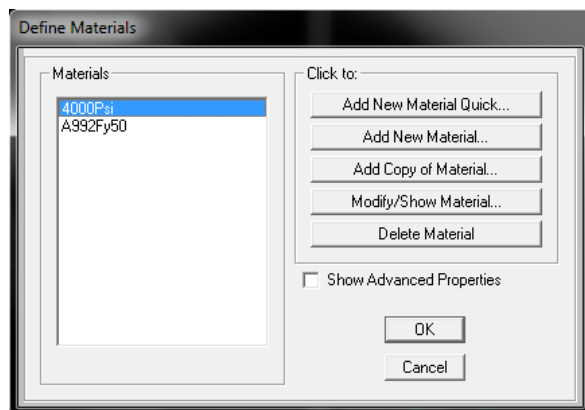 Define Materials
Materials
4000Psi
A992Fy50
Click to:
Add New Material Quick...
Add New Material...
Add Copy of Material...
Modify/Show Material...
Delete Material
Show Advanced Properties
OK
Cancel